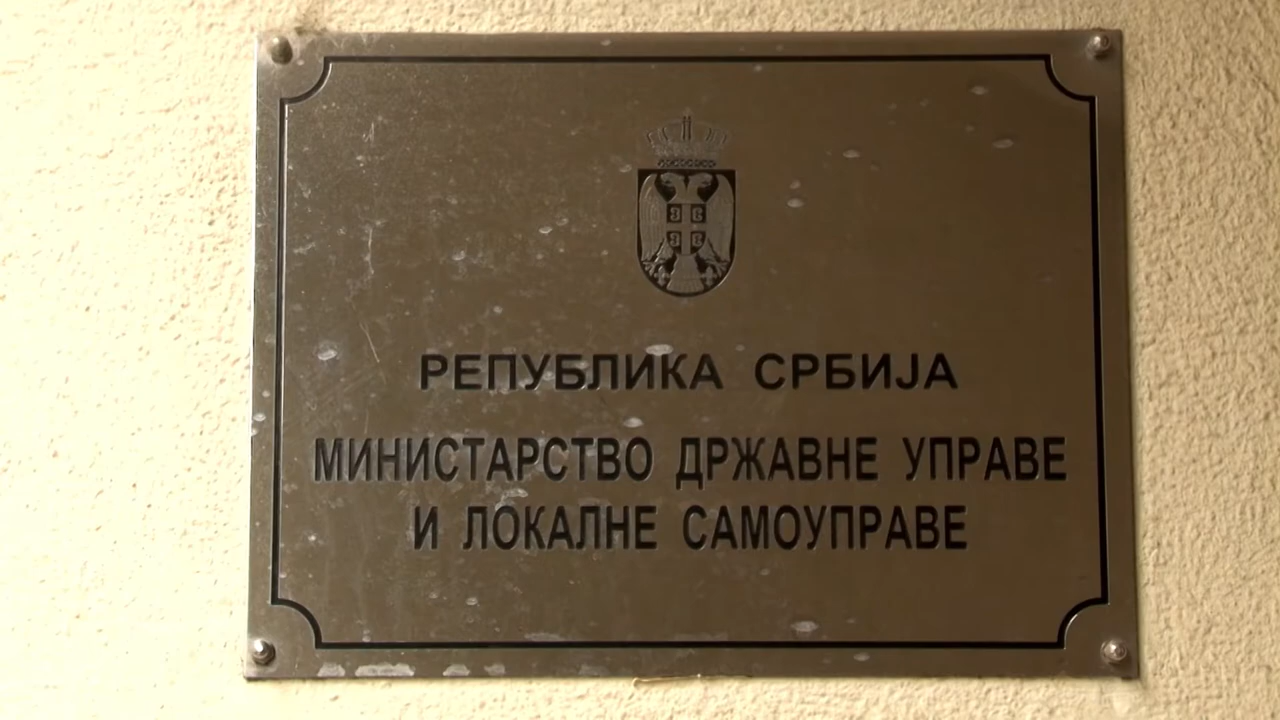 РЕПУБЛИКА СРБИЈА
МИНИСТАРСТВО ДРЖАВНЕ УПРАВЕ
И ЛОКАЛНЕ САМОУПРАВЕ